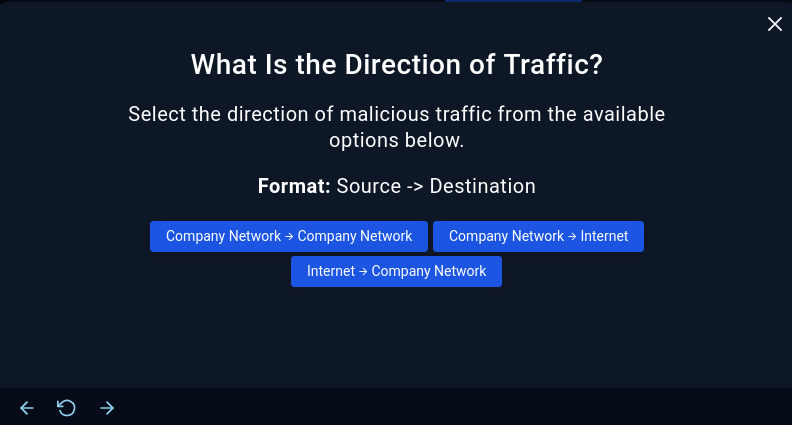 What Is the Direction of Traffic?
Select the direction of malicious traffic from the available
options below.
Format: Source -> Destination
Company Network → Company Network
Company Network → Internet
Internet → Company Network